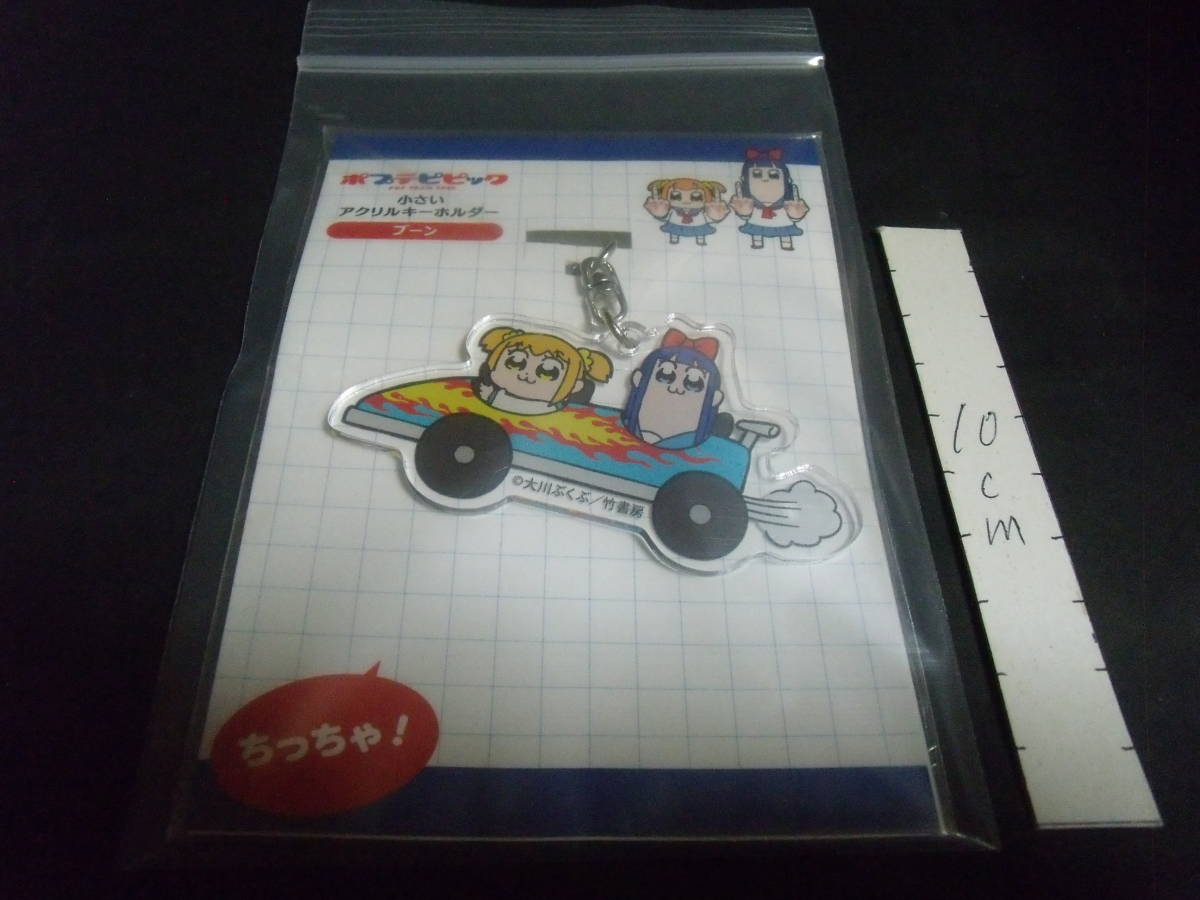 ポプテピピック
POP TEAM EPIC
小さい
アクリルキーホルダー
ブーン
©大川ぶくぶ／竹書房
ちっちゃ！
10
c
m